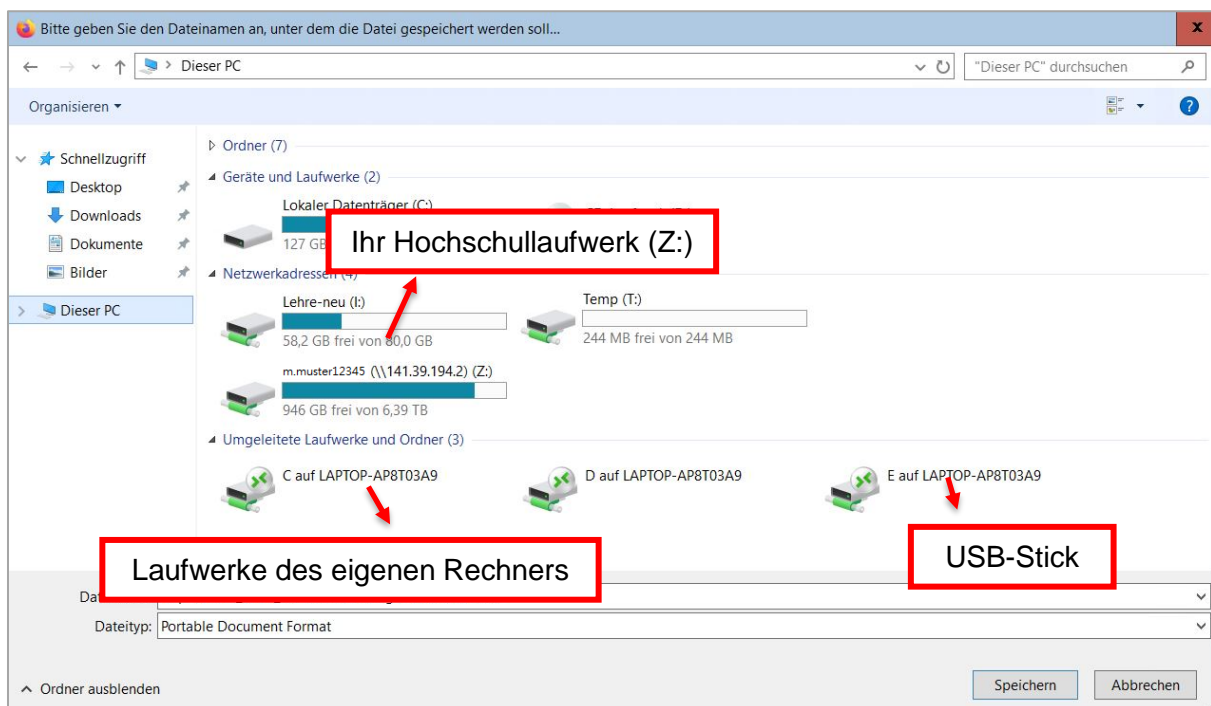 Bitte geben Sie den Dateinamen an, unter dem die Datei gespeichert werden soll...
x
Dieser PC
"Dieser PC" durchsuchen
Organisieren
?
Schnellzugriff
Desktop
Downloads
Dokumente
Bilder
Dieser PC
Ordner (7)
Geräte und Laufwerke (2)
Lokaler Datenträger (C:)
127 GB
Ihr Hochschullaufwerk (Z:)
Netzwerkadressen (4)
Lehre-neu (I:)
58,2 GB frei von 80,0 GB
Temp (T:)
244 MB frei von 244 MB
m.muster12345 (\\141.39.194.2) (Z:)
946 GB frei von 6,39 TB
Umgeleitete Laufwerke und Ordner (3)
C auf LAPTOP-AP8T03A9
D auf LAPTOP-AP8T03A9
E auf LAPTOP-AP8T03A9
Laufwerke des eigenen Rechners
USB-Stick
Dateityp: Portable Document Format
Ordner ausblenden
Speichern
Abbrechen